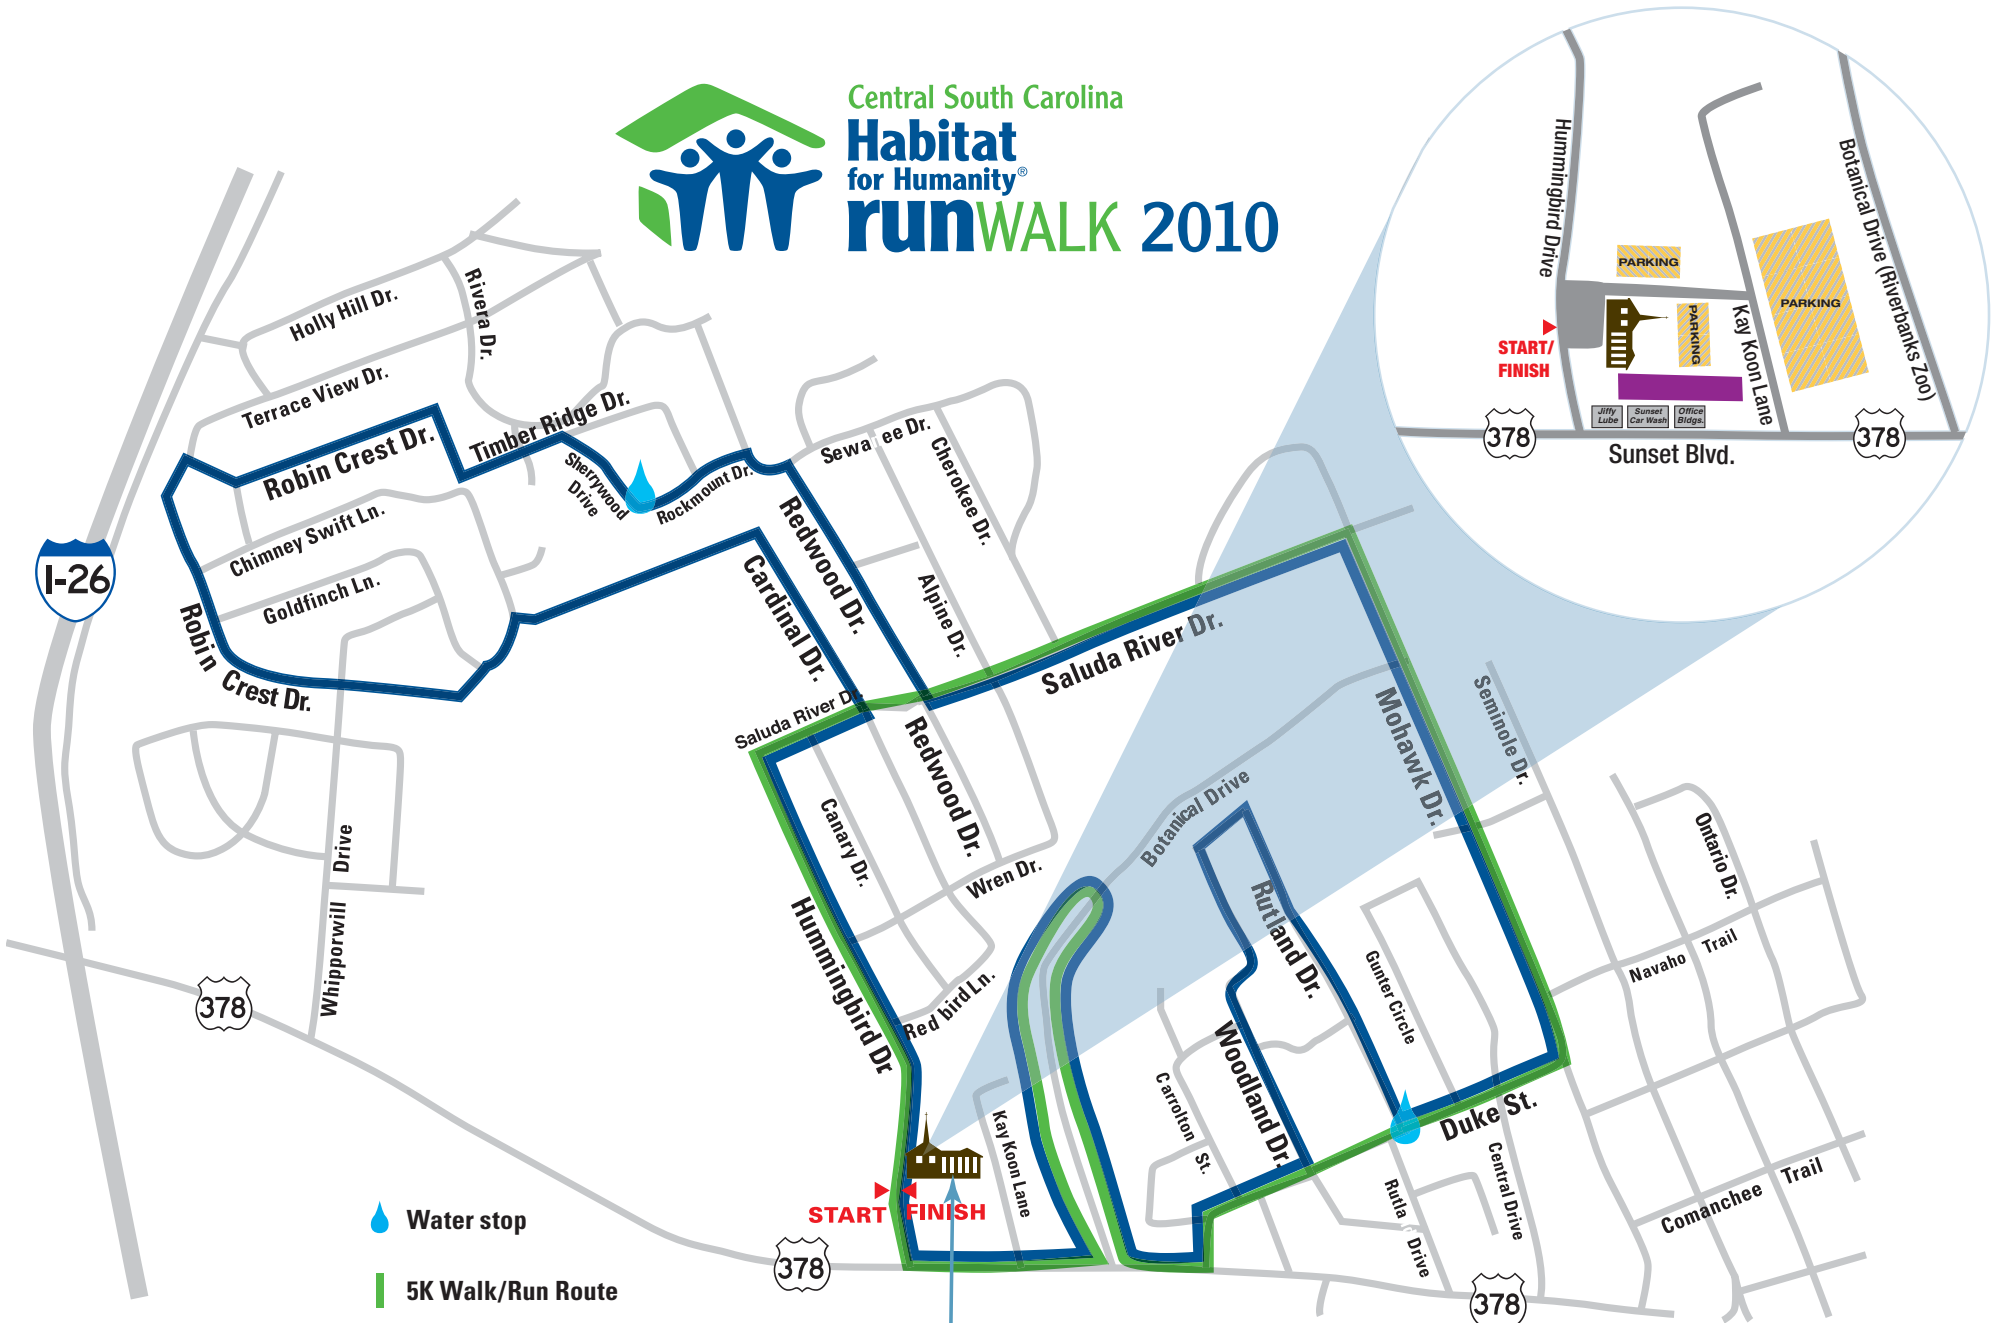 Central South Carolina
Habitat
for Humanity®
runWALK 2010
Hummingbird Drive
Botanical Drive (Riverbanks Zoo)
PARKING
PARKING
PARKING
Kay Koon Lane
START/
FINISH
Jiffy
Lube
Sunset
Car Wash
Office
Bldgs.
378
378
Sunset Blvd.
Holly Hill Dr.
Rivera Dr.
Terrace View Dr.
Timber Ridge Dr.
Robin Crest Dr.
Sherrywood
Drive
Rockmount Dr.
Sewa ee Dr.
Cherokee Dr.
Redwood Dr.
Chimney Swift Ln.
Goldfinch Ln.
I-26
Robin Crest Dr.
Cardinal Dr.
Alpine Dr.
Saluda River Dr.
Saluda River Dr.
Redwood Dr.
Mohawk Dr.
Seminole Dr.
Botanical Drive
Canary Dr.
Wren Dr.
Ontario Dr.
Whipporwill Drive
Hummingbird Dr.
Red bird Ln.
Rutland Dr.
Gunter Circle
Navaho Trail
378
Woodland Dr.
Carrolton St.
Kay Koon Lane
Duke St.
Central Drive
Comanchee Trail
Rutla d Drive
START
FINISH
Water stop
378
378
5K Walk/Run Route